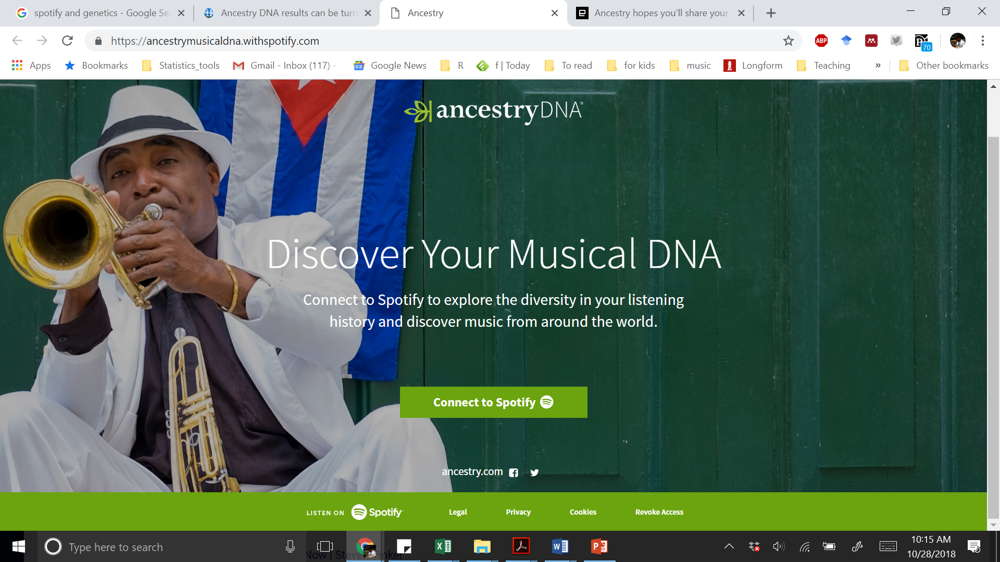 spotify and genetics - Google Se
Ancestry DNA results can be turn
Ancestry
Ancestry hopes you'll share your
https://ancestrymusicaldna.withspotify.com
ABP
70
Apps
Bookmarks
Statistics_tools
Gmail - Inbox (117) -
Google News
R
f | Today
To read
for kids
music
Longform
Teaching
»
Other bookmarks
ancestryDNA®
Discover Your Musical DNA
Connect to Spotify to explore the diversity in your listening
history and discover music from around the world.
Connect to Spotify
ancestry.com
LISTEN ON Spotify
Legal
Privacy
Cookies
Revoke Access
Type here to search
Now | Steve
10:15 AM
10/28/2018